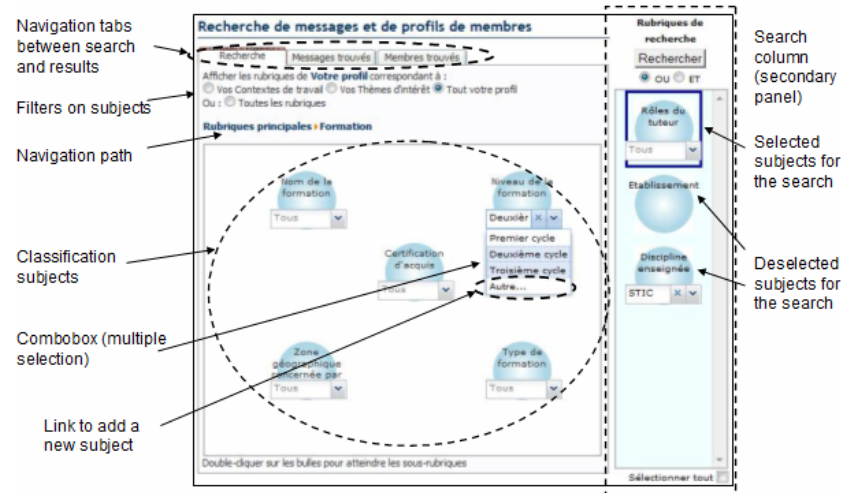 Navigation tabs
between search
and results
Filters on subjects
Navigation path
Classification
subjects
Combobox (multiple
selection)
Link to add a
new subject
Recherche de messages et de profils de membres
Recherche
Messages trouvés
Membres trouvés
Afficher les rubriques de Votre profil correspondant à :
Vos Contextes de travail Vos Thèmes d'intérêt Tout votre profil
Ou : Toutes les rubriques
Rubriques principales Formation
Nom de la
formation
Tous
Niveau de la
formation
Deuxièr
Premier cycle
Deuxième cycle
Troisième cycle
Autre...
Certification
d'acquis
Tous
Zone
géographique
concernée par
Tous
Type de
formation
Tous
Double-cliquer sur les bulles pour atteindre les sous-rubriques
Rubriques de
recherche
Rechercher
OU ET
Rôles du
tuteur
Tous
Etablissement
Discipline
enseignée
STIC
Sélectionner tout
Search
column
(secondary
panel)
Selected
subjects for
the search
Deselected
subjects for
the search